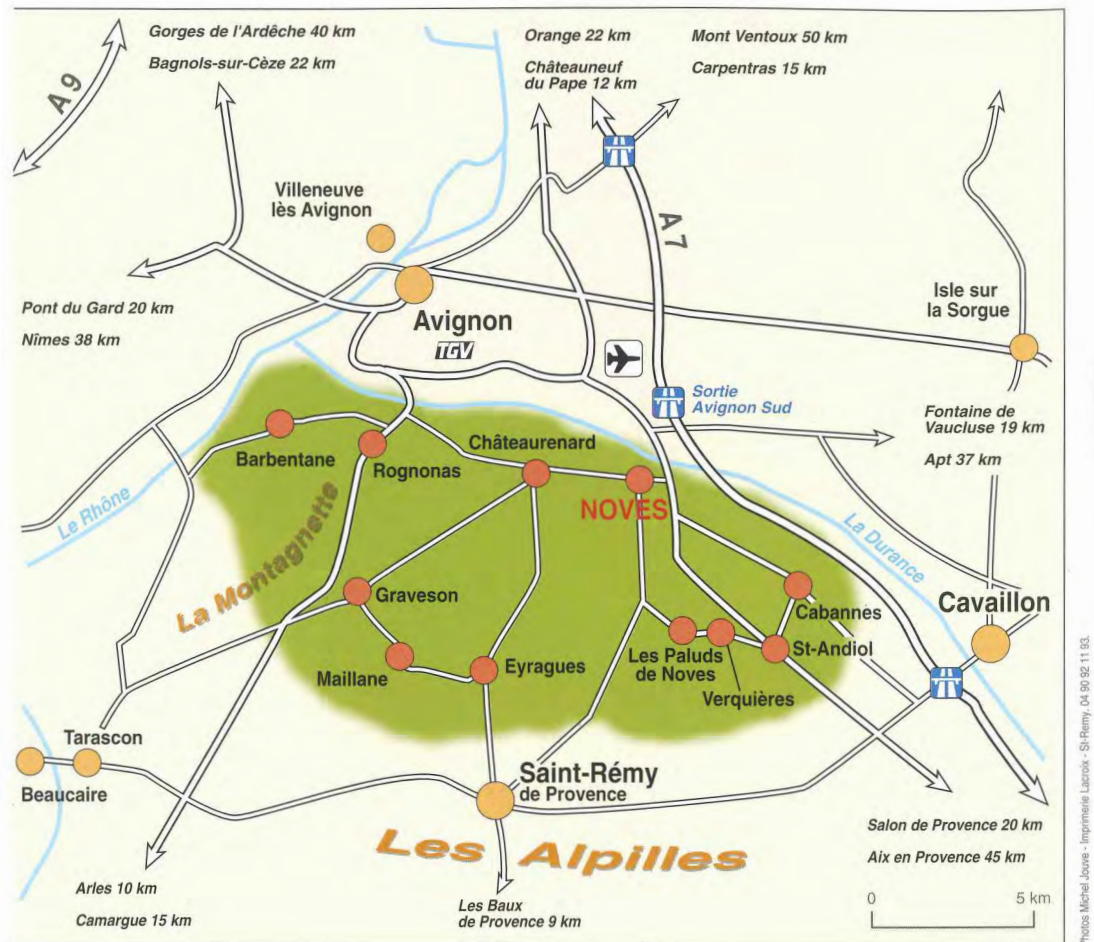 Gorges de l'Ardêche 40 km
Bagnols-sur-Cèze 22 km
Orange 22 km
Châteauneuf
du Pape 12 km
Mont Ventoux 50 km
Carpentras 15 km
A 9
A 7
Villeneuve
lès Avignon
Pont du Gard 20 km
Nîmes 38 km
Avignon
TGV
Isle sur
la Sorgue
Sortie
Avignon Sud
Fontaine de
Vaucluse 19 km
Apt 37 km
Barbentane
Rognonas
Châteaurenard
NOVES
Le Rhône
La Montagnette
La Durance
Graveson
Cabannes
Cavaillon
Maillane
Eyragues
Les Paluds
de Noves
Verquières
St-Andiol
Tarascon
Beaucaire
Saint-Rémy
de Provence
Les Alpilles
Salon de Provence 20 km
Aix en Provence 45 km
Arles 10 km
Camargue 15 km
Les Baux
de Provence 9 km
0 5 km
Photos Michel Jouve - Imprimerie Lacroix - St-Remy. 04 90 92 11 93.